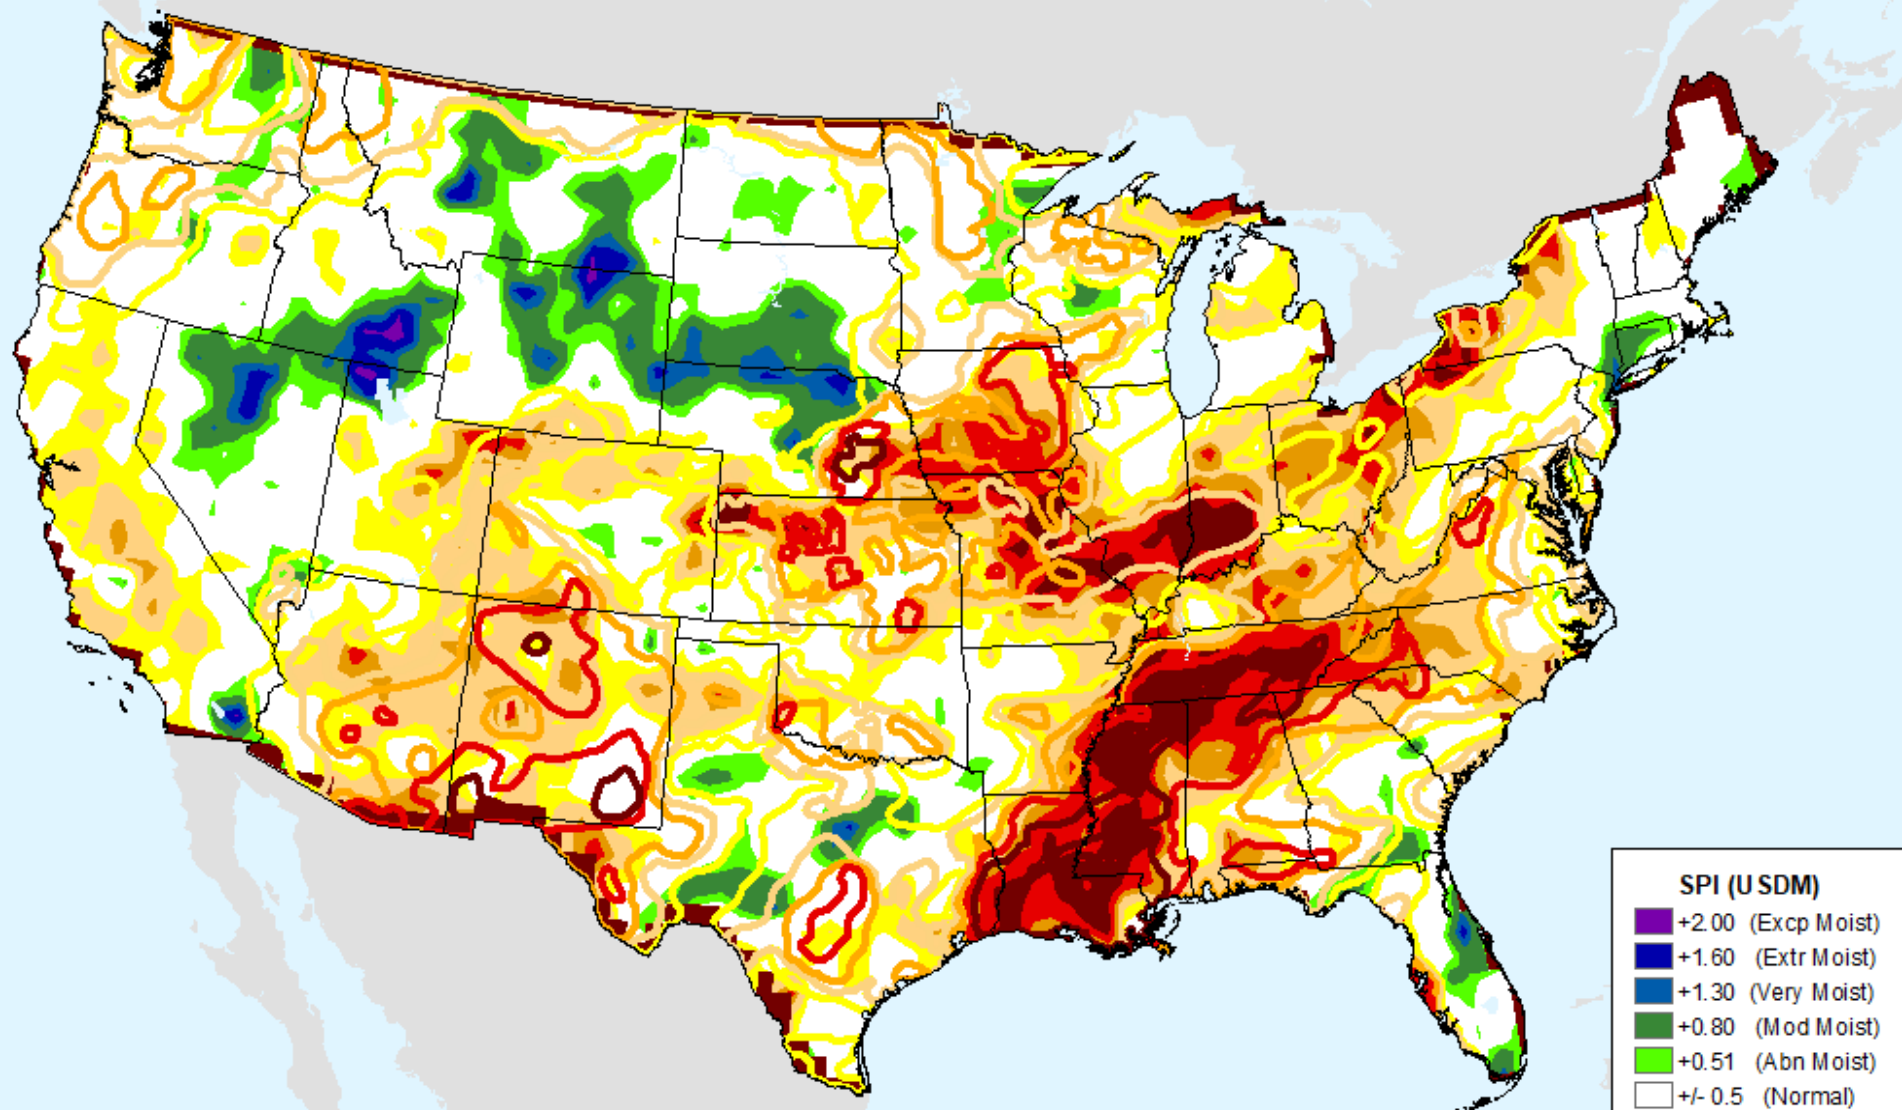 SPI (USDM)
+2.00 (Excp Moist)
+1.60 (Extr Moist)
+1.30 (Very Moist)
+0.80 (Mod Moist)
+0.51 (Abn Moist)
+/- 0.5 (Normal)